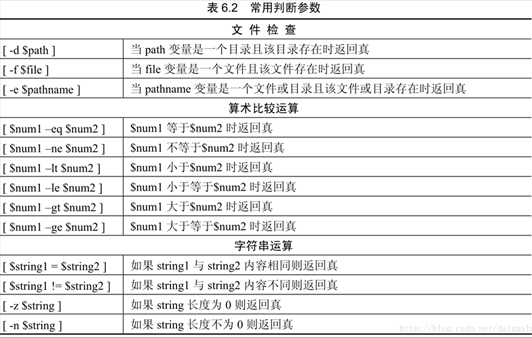 表 6.2 常用判断参数
文 件 检 查
[ -d $path ] 当 path 变量是一个目录且该目录存在时返回真
[ -f $file ] 当 file 变量是一个文件且该文件存在时返回真
[ -e $pathname ] 当 pathname 变量是一个文件或目录且该文件或目录存在时返回真
算术比较运算
[ $num1 –eq $num2 ] $num1 等于$num2 时返回真
[ $num1 –ne $num2 ] $num1 不等于$num2 时返回真
[ $num1 –lt $num2 ] $num1 小于$num2 时返回真
[ $num1 –le $num2 ] $num1 小于等于$num2 时返回真
[ $num1 –gt $num2 ] $num1 大于$num2 时返回真
[ $num1 –ge $num2 ] $num1 大于等于$num2 时返回真
字符串运算
[ $string1 = $string2 ] 如果 string1 与 string2 内容相同则返回真
[ $string1 != $string2 ] 如果 string1 与 string2 内容不同则返回真
[ -z $string ] 如果 string 长度为 0 则返回真
[ -n $string ] 如果 string 长度不为 0 则返回真